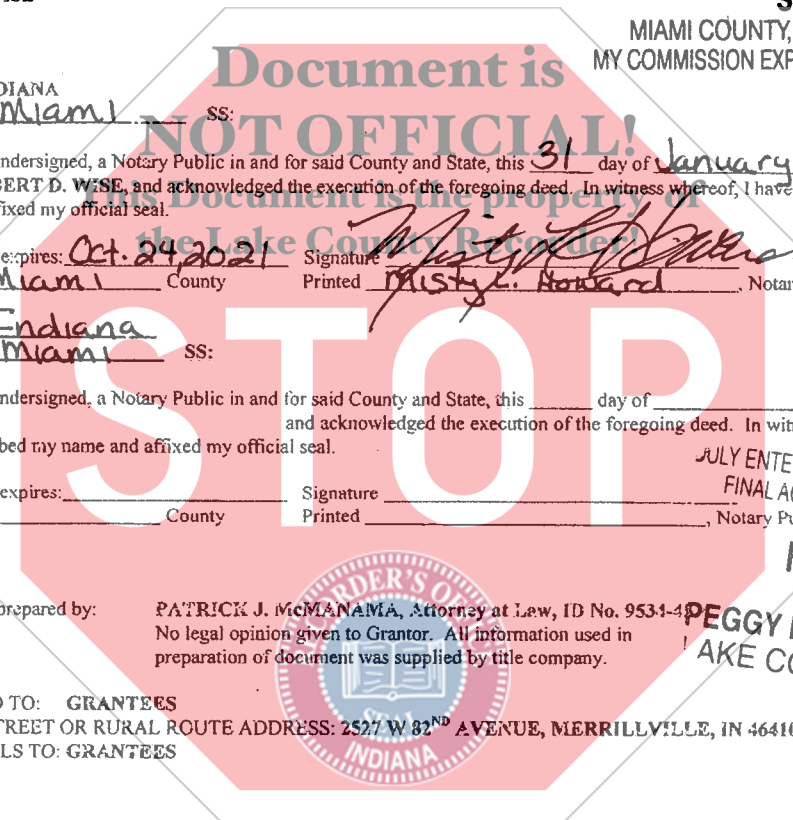 MIAMI COUNTY,
MY COMMISSION EXP
Document is
DIANA
Miami SS:
NOT OFFICIAL!
ndersigned, a Notary Public in and for said County and State, this 31 day of January
BERT D. WISE, and acknowledged the execution of the foregoing deed. In witness whereof, I have
This Document is the property of
fixed my official seal.
the Lake County Recorder!
expires: Oct. 24, 2021 Signature
Miami County Printed Misty L. Howard, Notar
Indiana
Miami SS:
STOP
ndersigned, a Notary Public in and for said County and State, this day of
and acknowledged the execution of the foregoing deed. In wit
bed my name and affixed my official seal.
JULY ENTE
expires: Signature FINAL A
County Printed , Notary Pu
prepared by: PATRICK J. McMANAMA, Attorney at Law, ID No. 9534-45
PEGGY
No legal opinion given to Grantor. All information used in
AKE CO
preparation of document was supplied by title company.
RECORDER'S OFFICE
SEAL
INDIANA
O TO: GRANTEES
TREET OR RURAL ROUTE ADDRESS: 2527 W 82ND AVENUE, MERRILLVILLE, IN 46410
LS TO: GRANTEES